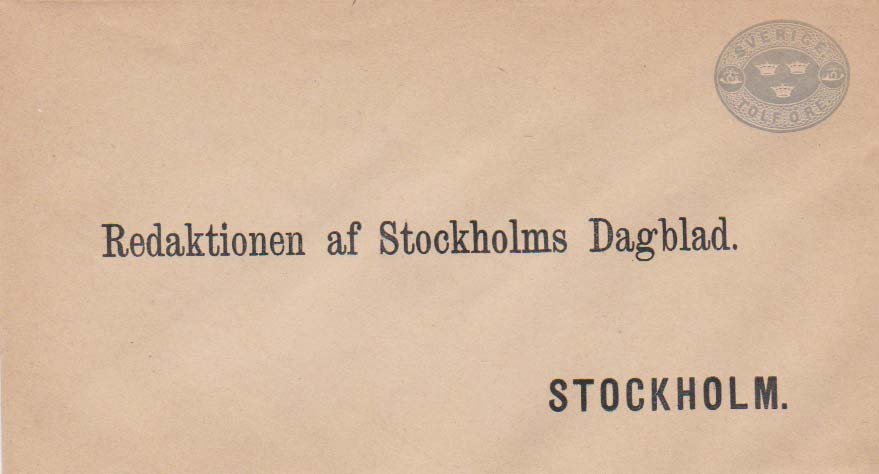 SVERIGE
TOLF ÖRE.
Redaktionen af Stockholms Dagblad.
STOCKHOLM.